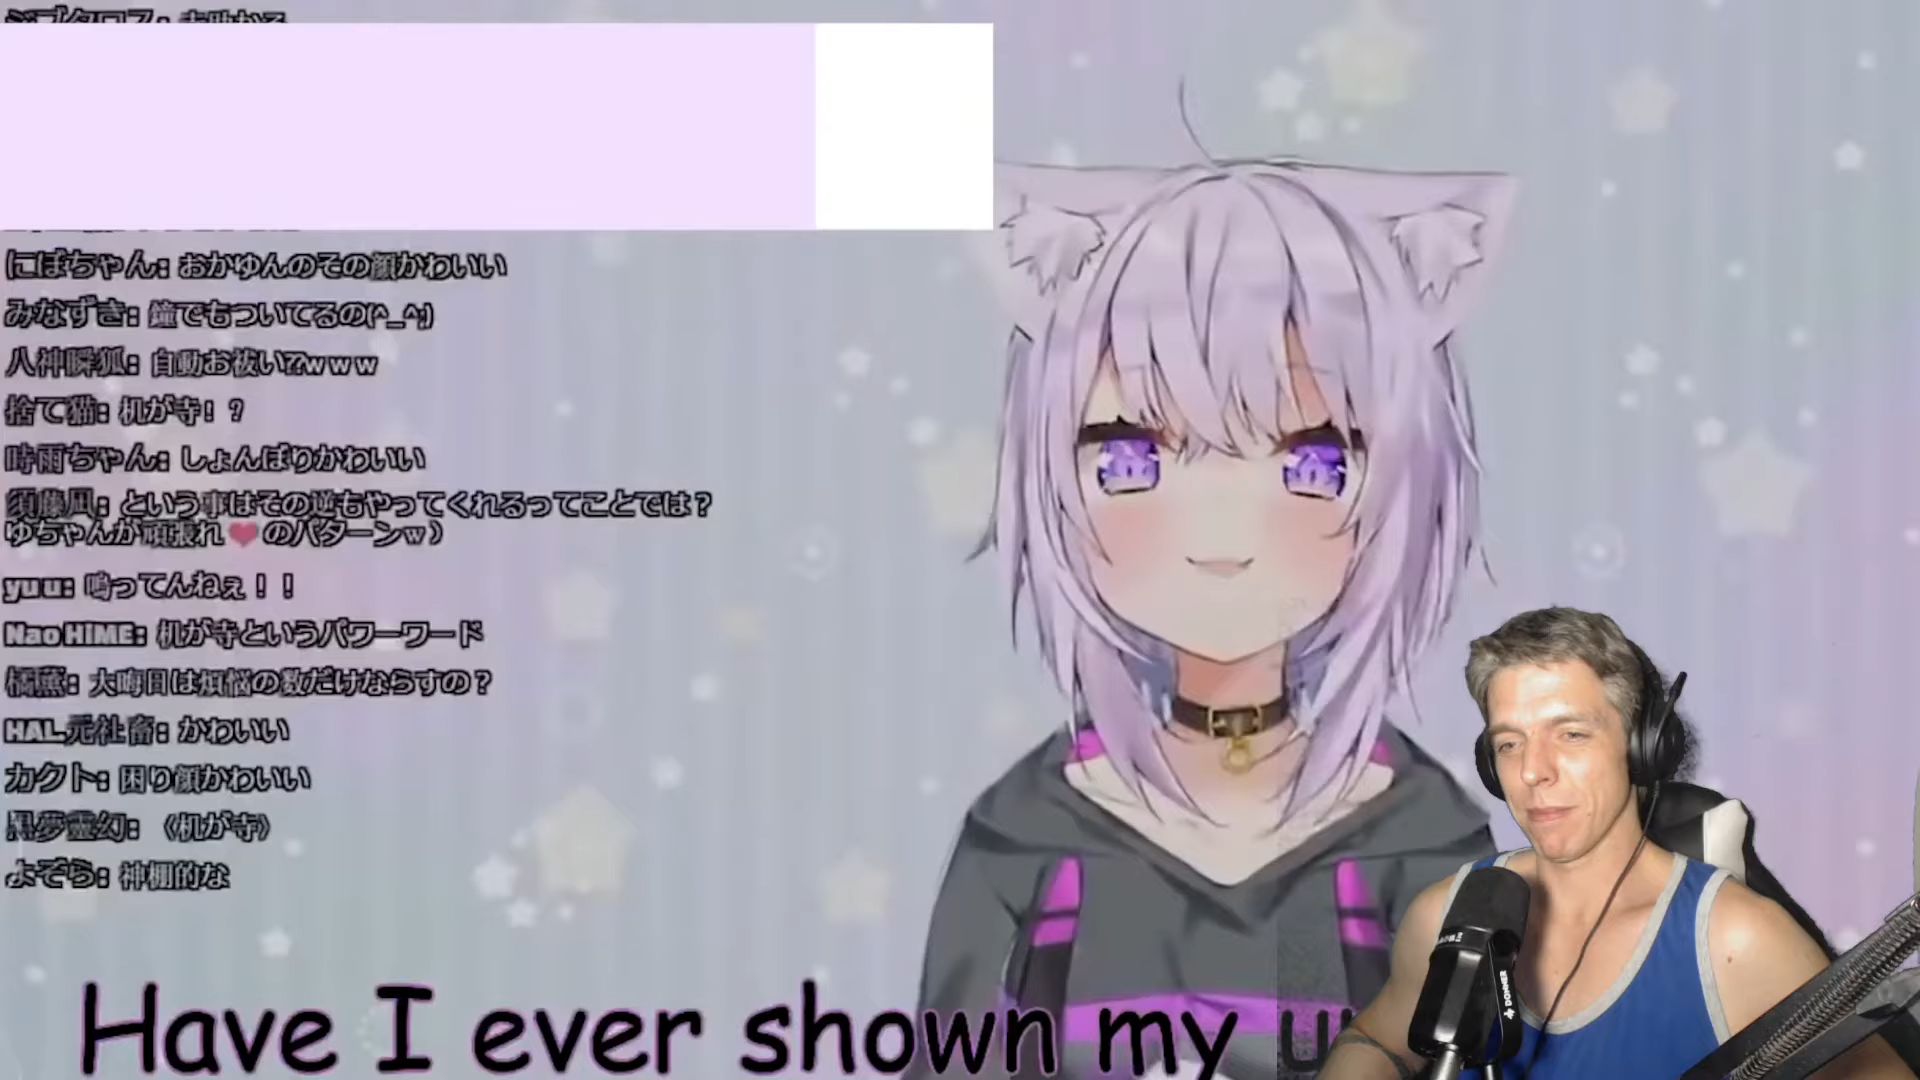 にぼちゃん: おかゆんのその顔かわいい
みなずき: 鐘でもついてるの(^_^;)
八神瞬狐: 自動お祓い??ｗｗｗ
捨て猫: 机が寺！？
時雨ちゃん: しょんぼりかわいい
須藤凪: という事はその逆もやってくれるってことでは？
ゆちゃんが頑張れ❤のパターンｗ）
yuu: 鳴ってんねぇ！！
Nao HiME: 机が寺というパワーワード
橘薫: 大晦日は煩悩の数だけならすの？
HAL.元社畜: かわいい
カクト: 困り顔かわいい
黒夢靈幻: 《机が寺》
よぞら: 神棚的な
Have I ever shown my
DONNER